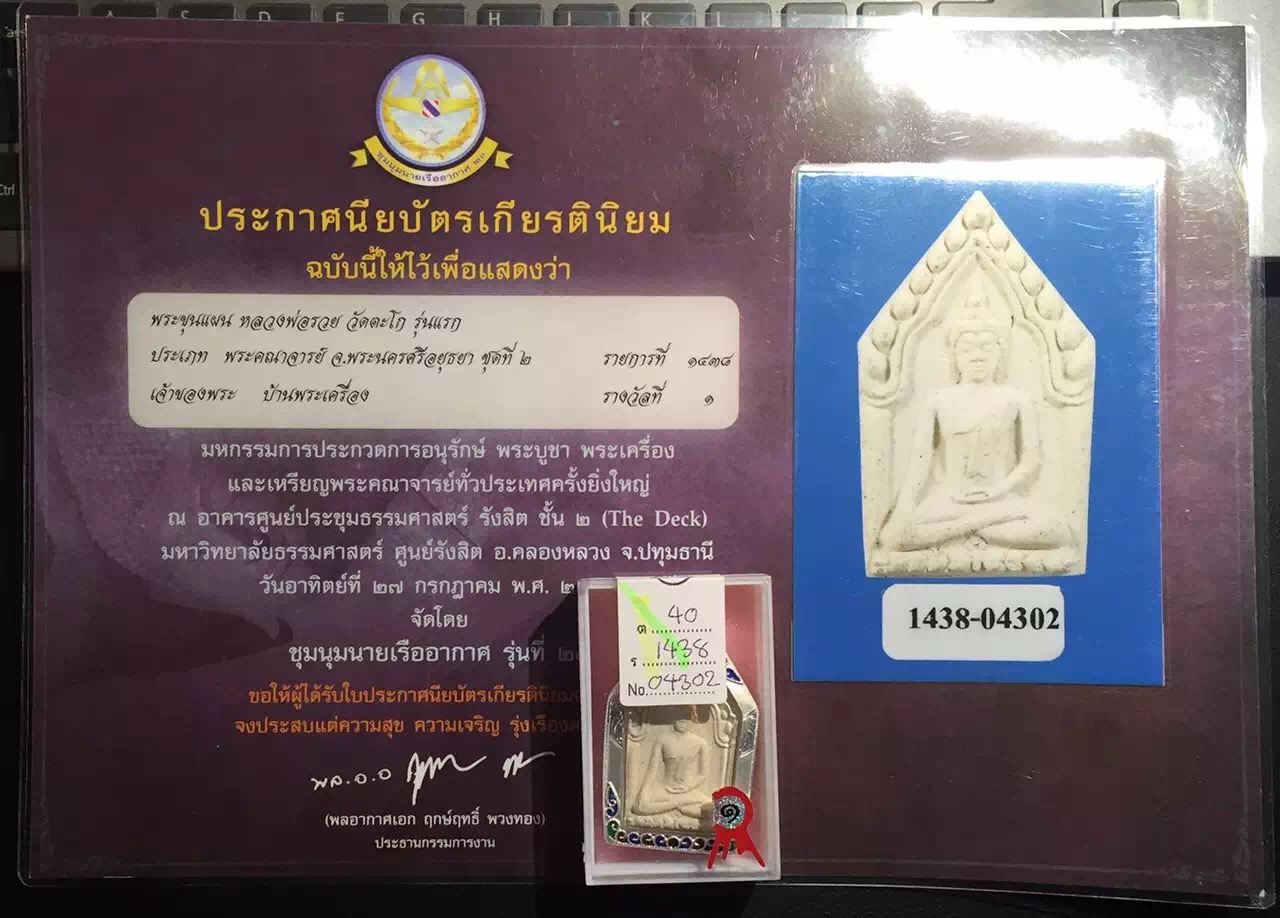 A S D F G H J K L
Ctrl
ชุมนุมนายเรืออากาศ ๒๐
ประกาศนียบัตรเกียรตินิยม
ฉบับนี้ให้ไว้เพื่อแสดงว่า
พระขุนแผน หลวงพ่อรวย วัดตะโก รุ่นแรก
ประเภท พระคณาจารย์ จ.พระนครศรีอยุธยา ชุดที่ ๒ รายการที่ ๑๔๓๘
เจ้าของพระ บ้านพระเครื่อง รางวัลที่ ๑
มหกรรมการประกวดการอนุรักษ์ พระบูชา พระเครื่อง
และเหรียญพระคณาจารย์ทั่วประเทศครั้งยิ่งใหญ่
ณ อาคารศูนย์ประชุมธรรมศาสตร์ รังสิต ชั้น ๒ (The Deck)
มหาวิทยาลัยธรรมศาสตร์ ศูนย์รังสิต อ.คลองหลวง จ.ปทุมธานี
วันอาทิตย์ที่ ๒๗ กรกฎาคม พ.ศ.
จัดโดย
ชุมนุมนายเรืออากาศ รุ่นที่
ขอให้ผู้ได้รับใบประกาศนียบัตรเกียรตินิยม
จงประสบแต่ความสุข ความเจริญ รุ่งเรือง
พล.อ.อ
(พลอากาศเอก ฤกษ์ฤทธิ์ พวงทอง)
ประธานกรรมการงาน
1438-04302
ต 40
ร 1438
No. 04302
๑